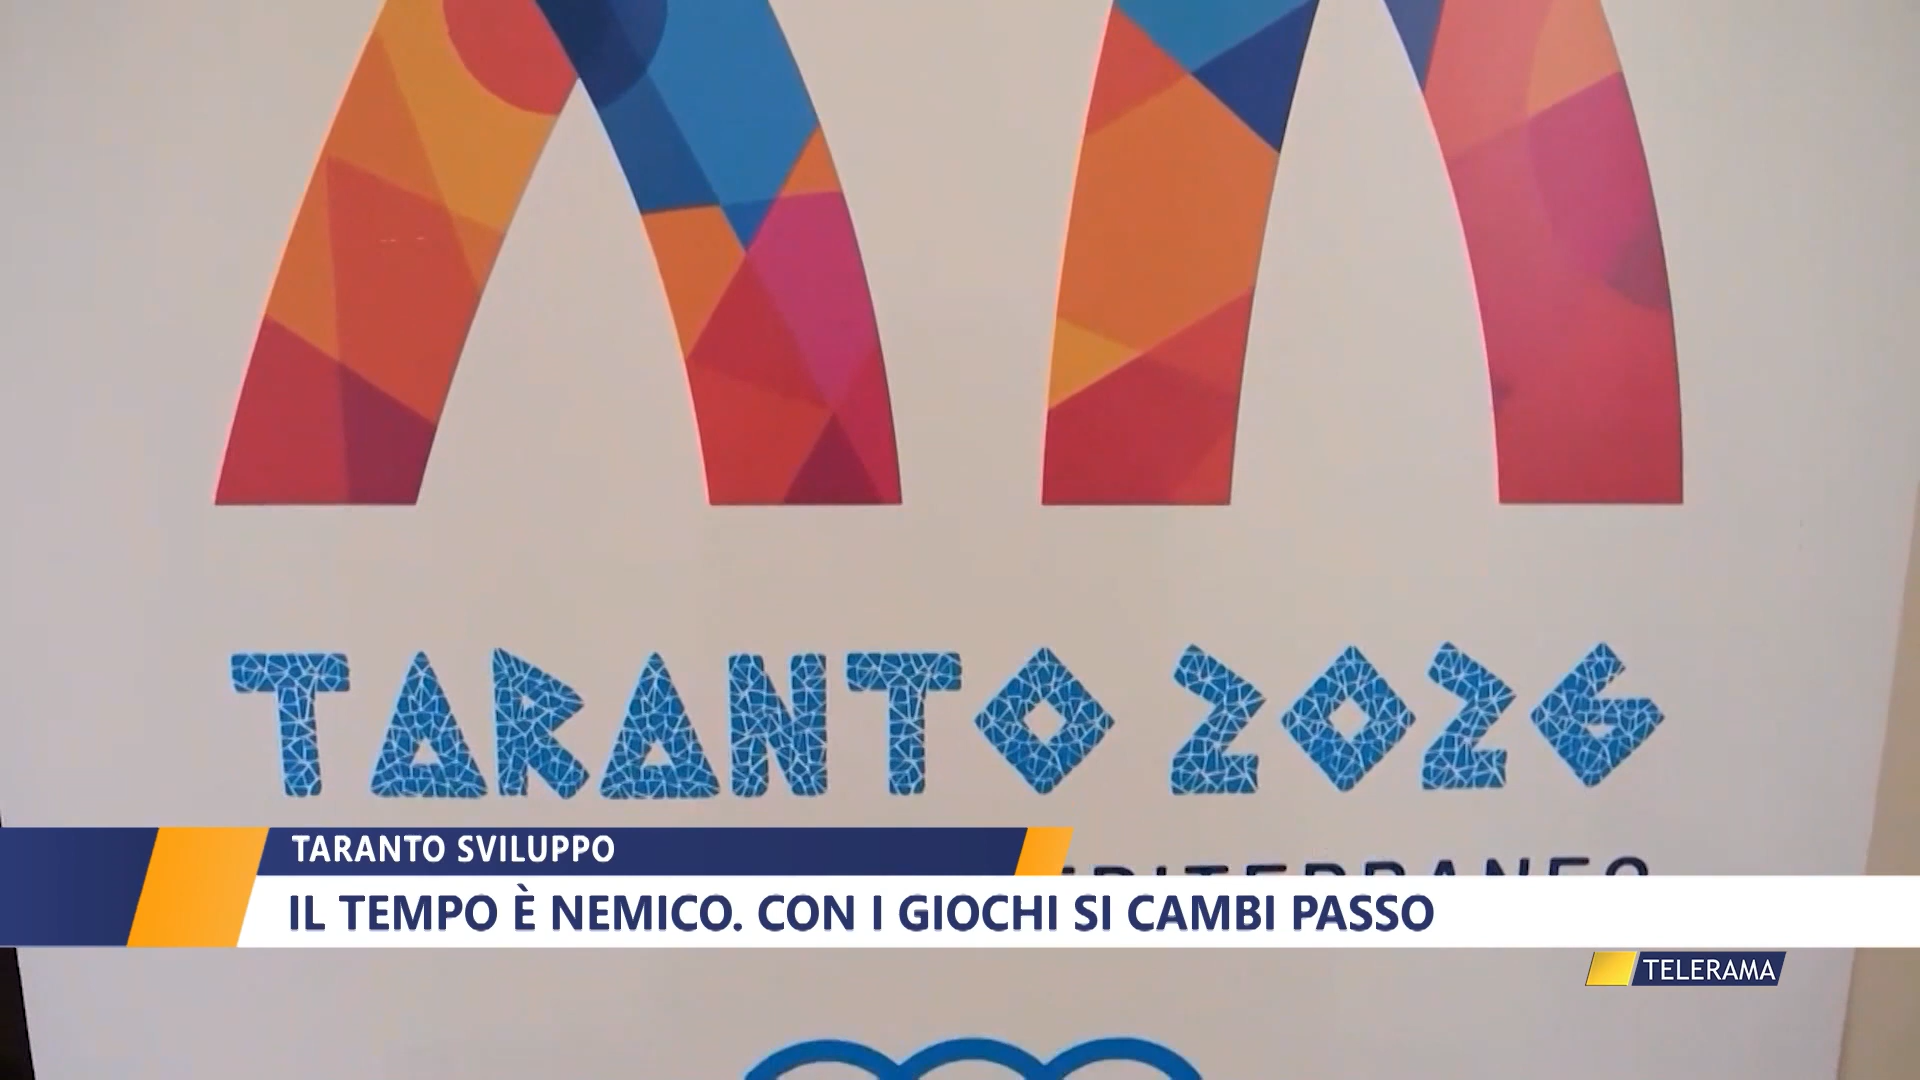 TARANTO 2026
TARANTO SVILUPPO
IL TEMPO È NEMICO. CON I GIOCHI SI CAMBI PASSO
TELERAMA